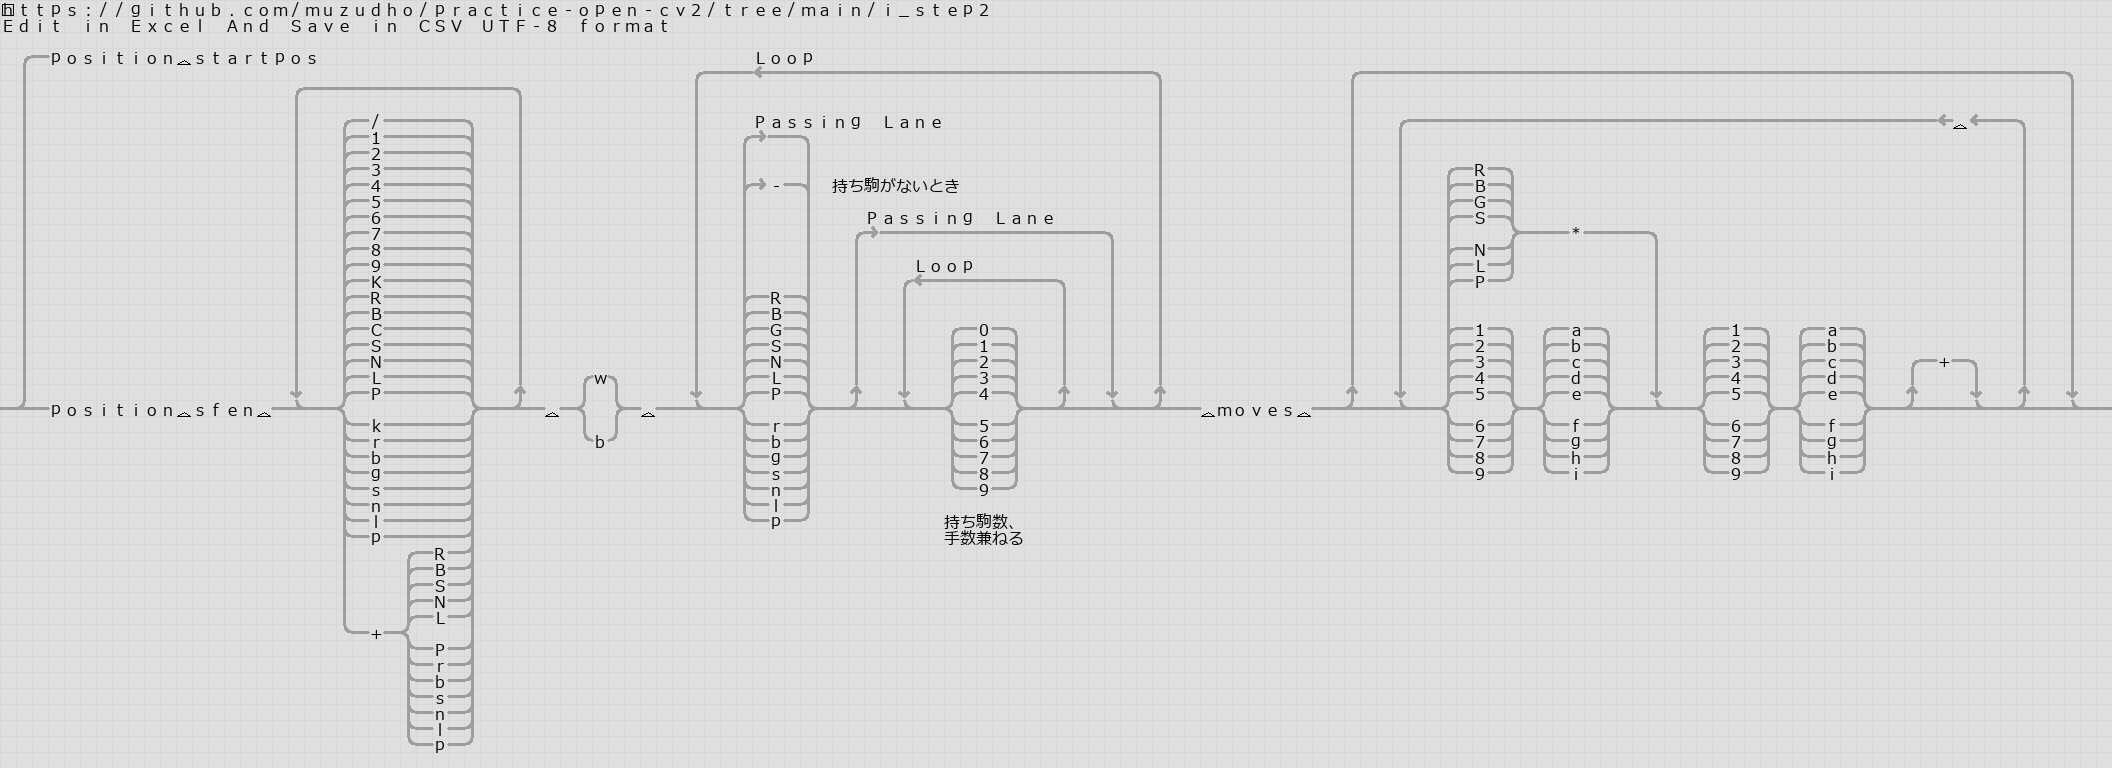 https://github.com/muzudho/practice-open-cv2/tree/main/i_step2
Edit in Excel And Save in CSV UTF-8 format
position startpos
Loop
Passing Lane
-
持ち駒がないとき
Passing Lane
Loop
/
1
2
3
4
5
6
7
8
9
K
R
B
C
S
N
L
P
position sfen
k
r
b
g
s
n
l
p
+
R
B
S
N
L
P
r
b
s
n
l
p
w
b
R
B
G
S
N
L
P
r
b
g
s
n
l
p
0
1
2
3
4
5
6
7
8
9
持ち駒数、
手数兼ねる
moves
R
B
G
S
N
L
P
*
1
2
3
4
5
6
7
8
9
a
b
c
d
e
f
g
h
i
1
2
3
4
5
6
7
8
9
a
b
c
d
e
f
g
h
i
+